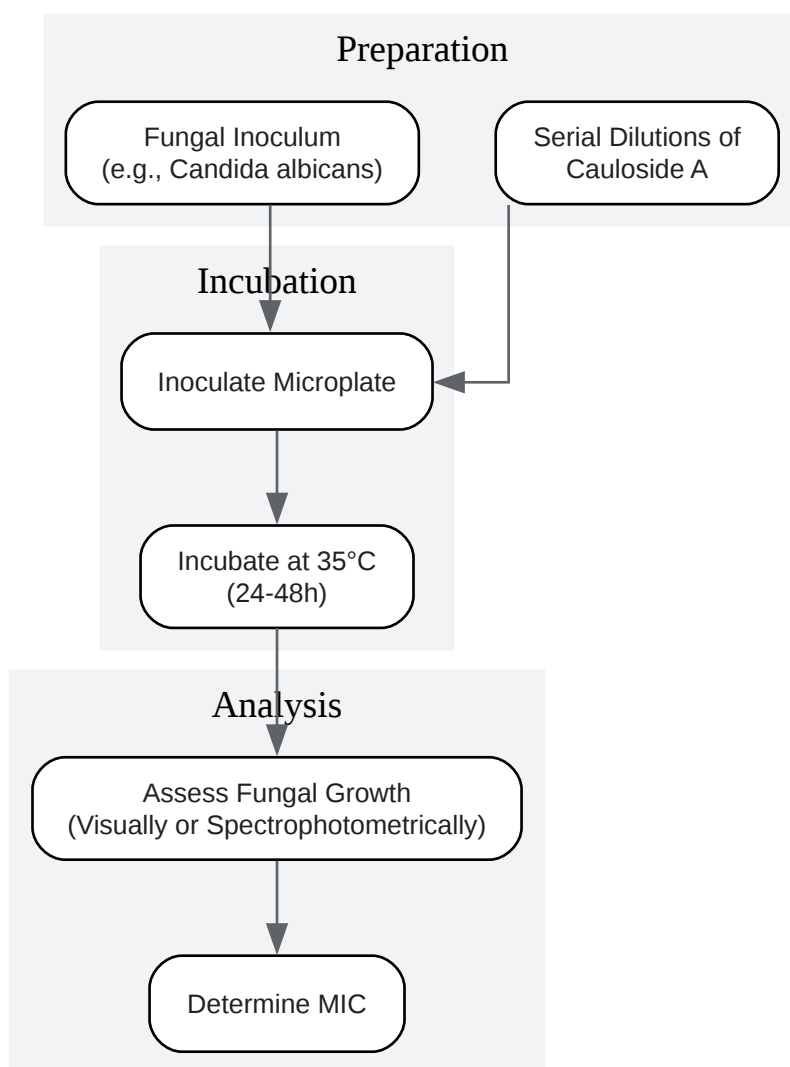 Preparation
Fungal Inoculum
(e.g., Candida albicans)
Serial Dilutions of
Cauloside A
Incubation
Inoculate Microplate
Incubate at 35°C
(24-48h)
Analysis
Assess Fungal Growth
(Visually or Spectrophotometrically)
Determine MIC